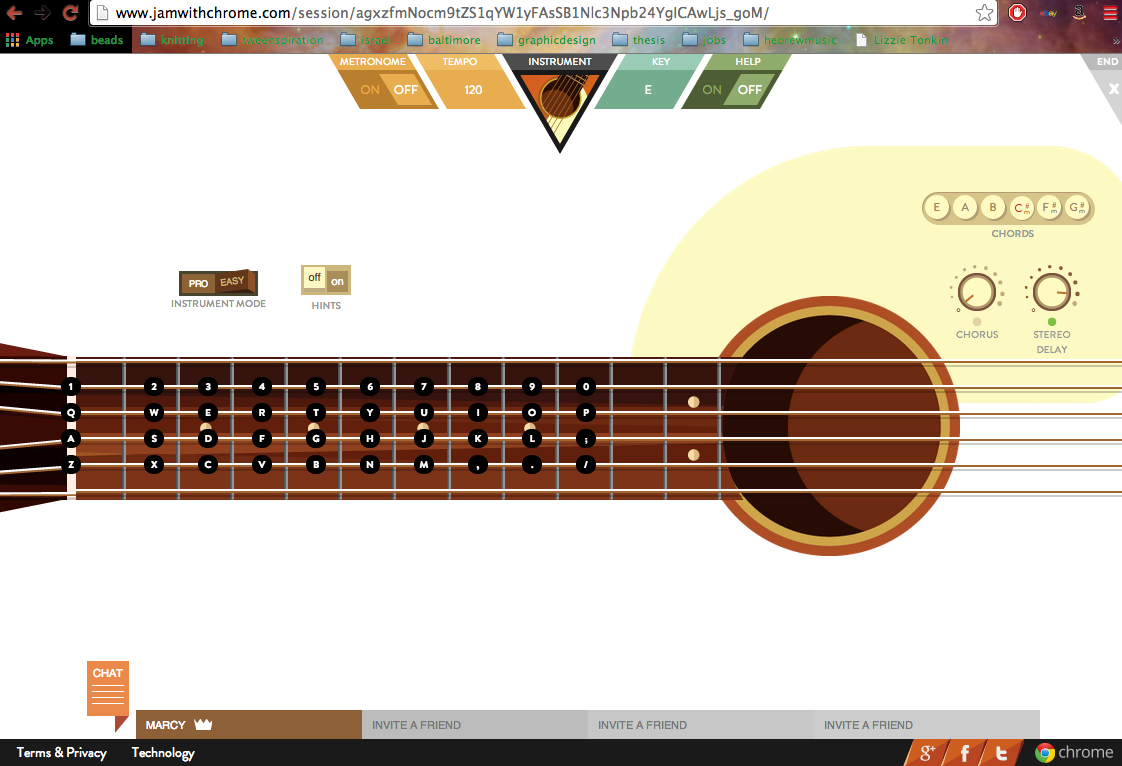 www.jamwithchrome.com/session/agxzfmNocm9tZS1qYW1yFAsSB1Nlc3Npb24YgICAwLjs_goM/
Apps beads knitting tweenspiration israel baltimore graphicdesign thesis jobs hebrewmusic Lizzie Tonkin »
METRONOME TEMPO INSTRUMENT KEY HELP END
ON OFF 120 E ON OFF X
E A B C#m F#m G#m
CHORDS
PRO EASY off on
INSTRUMENT MODE HINTS
CHORUS STEREO
DELAY
1 2 3 4 5 6 7 8 9 0
Q W E R T Y U I O P
A S D F G H J K L ;
Z X C V B N M , . /
CHAT
MARCY INVITE A FRIEND INVITE A FRIEND INVITE A FRIEND
Terms & Privacy Technology g+ f t chrome